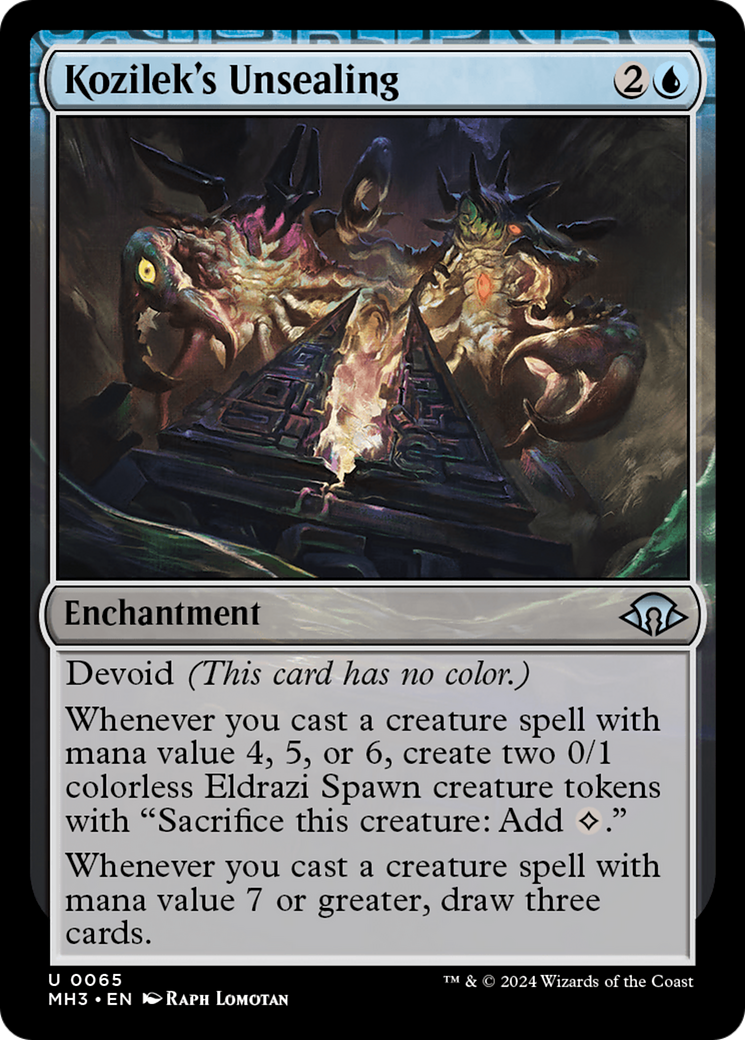 Kozilek's Unsealing 2
Enchantment
Devoid (This card has no color.)
Whenever you cast a creature spell with
mana value 4, 5, or 6, create two 0/1
colorless Eldrazi Spawn creature tokens
with “Sacrifice this creature: Add .”
Whenever you cast a creature spell with
mana value 7 or greater, draw three
cards.
U 0065
MH3 • EN Raph Lomotan
™ & © 2024 Wizards of the Coast